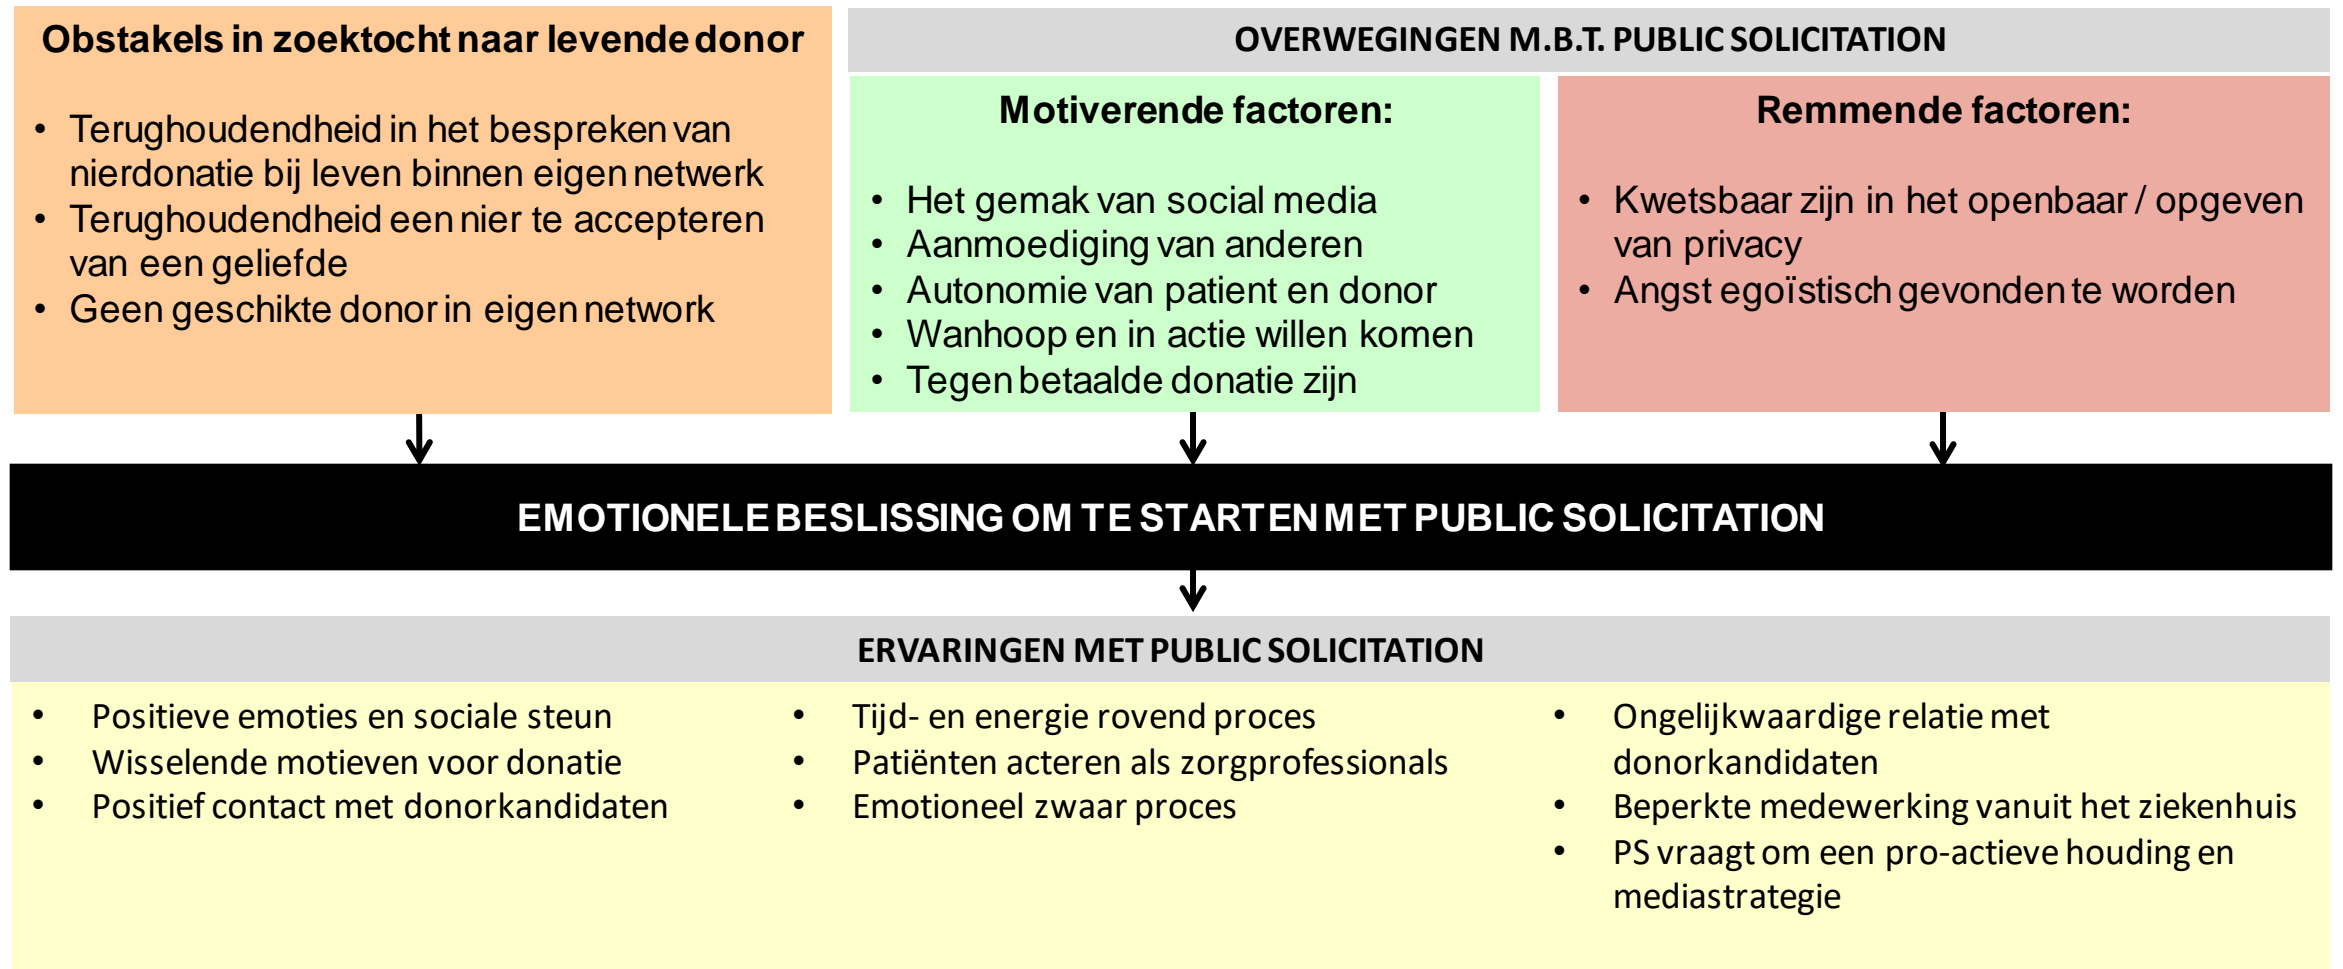 Obstakels in zoektocht naar levende donor
• Terughoudendheid in het bespreken van
nierdonatie bij leven binnen eigen netwerk
• Terughoudendheid een nier te accepteren
van een geliefde
• Geen geschikte donor in eigen network
OVERWEGINGEN M.B.T. PUBLIC SOLICITATION
Motiverende factoren:
• Het gemak van social media
• Aanmoediging van anderen
• Autonomie van patient en donor
• Wanhoop en in actie willen komen
• Tegen betaalde donatie zijn
Remmende factoren:
• Kwetsbaar zijn in het openbaar / opgeven
van privacy
• Angst egoïstisch gevonden te worden
EMOTIONELE BESLISSING OM TE STARTEN MET PUBLIC SOLICITATION
ERVARINGEN MET PUBLIC SOLICITATION
• Positieve emoties en sociale steun
• Wisselende motieven voor donatie
• Positief contact met donorkandidaten
• Tijd- en energie rovend proces
• Patiënten acteren als zorgprofessionals
• Emotioneel zwaar proces
• Ongelijkwaardige relatie met
donorkandidaten
• Beperkte medewerking vanuit het ziekenhuis
• PS vraagt om een pro-actieve houding en
mediastrategie